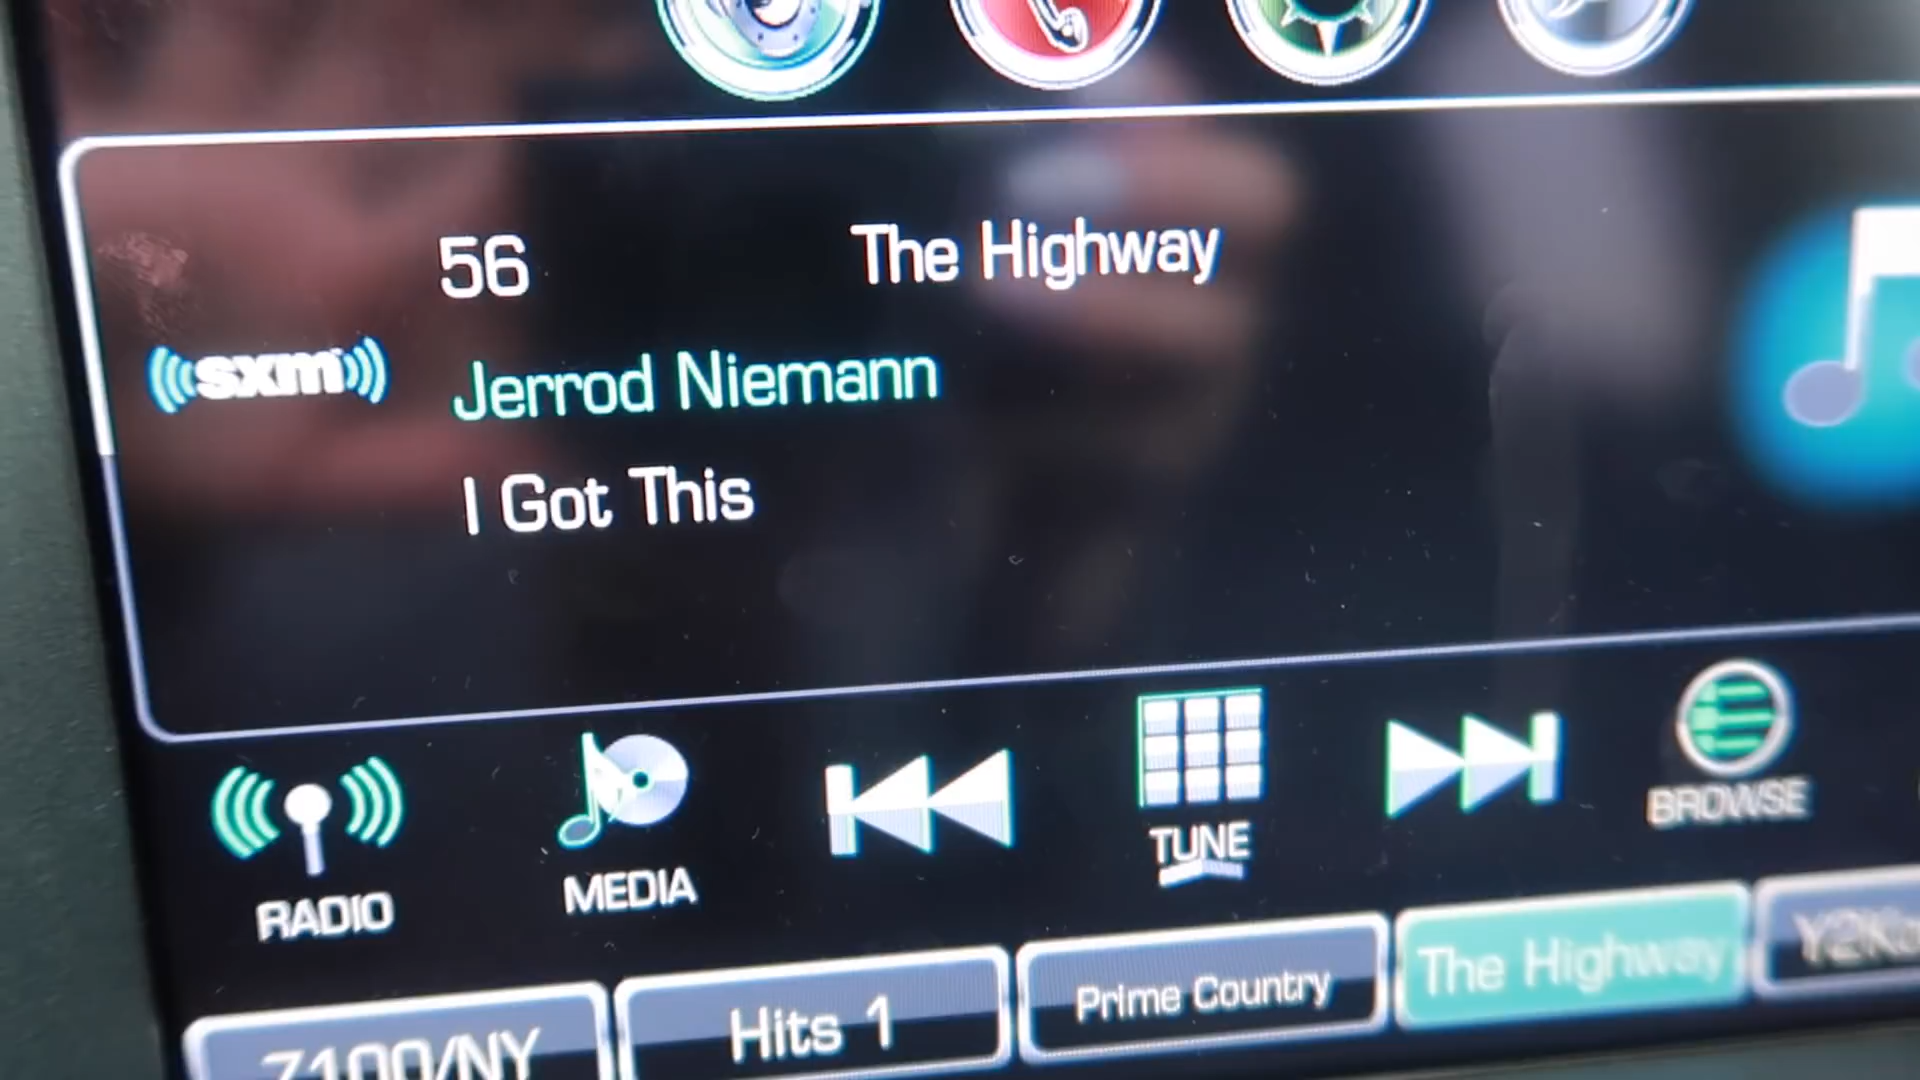 56 The Highway
sxm
Jerrod Niemann
I Got This
RADIO MEDIA TUNE BROWSE
Z100/NY Hits 1 Prime Country The Highway